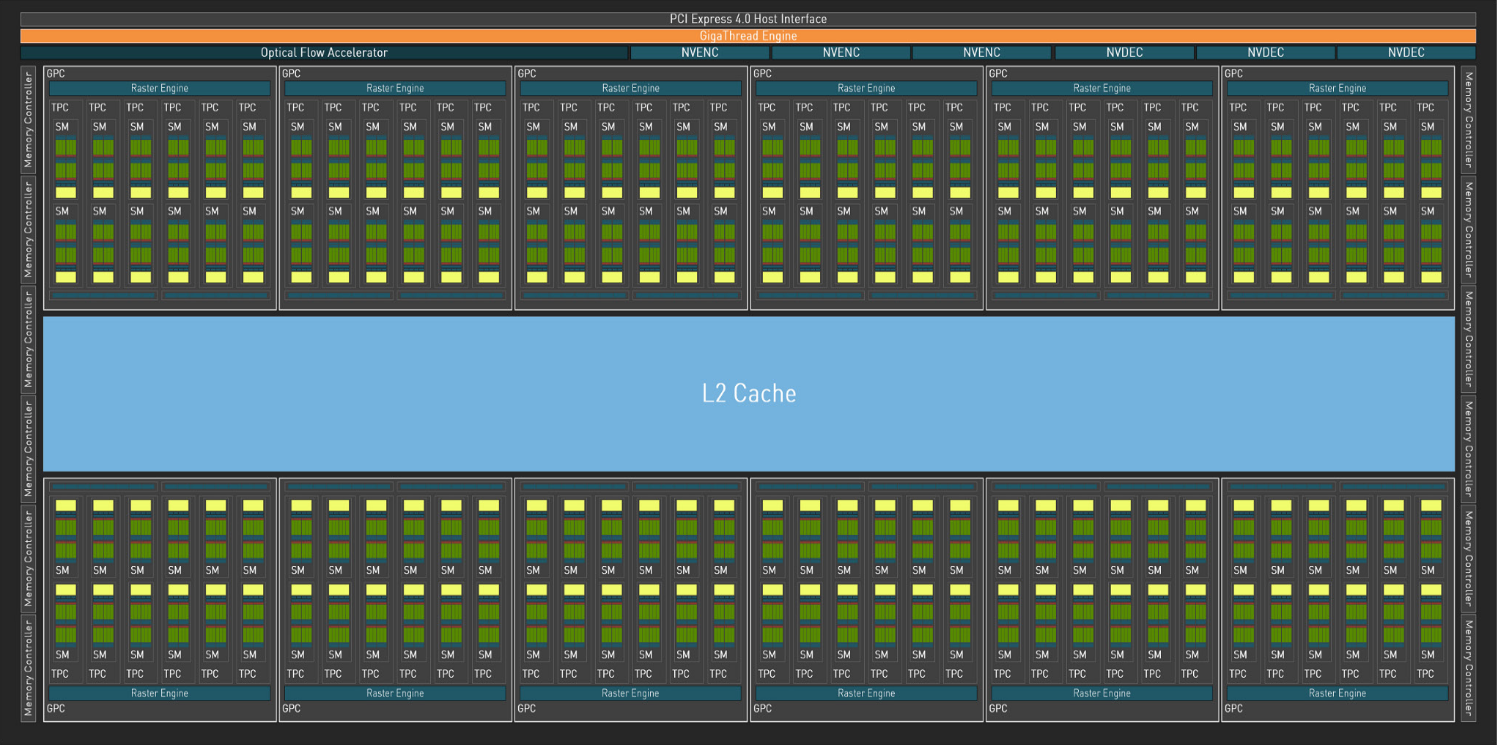 PCI Express 4.0 Host Interface
GigaThread Engine
Optical Flow Accelerator NVENC NVENC NVENC NVDEC NVDEC NVDEC
GPC GPC GPC GPC GPC GPC
Raster Engine Raster Engine Raster Engine Raster Engine Raster Engine Raster Engine
TPC TPC TPC TPC TPC TPC TPC TPC TPC TPC TPC TPC TPC TPC TPC TPC TPC TPC TPC TPC TPC TPC TPC TPC TPC TPC TPC TPC TPC TPC TPC TPC TPC TPC TPC TPC
SM SM SM SM SM SM SM SM SM SM SM SM SM SM SM SM SM SM SM SM SM SM SM SM SM SM SM SM SM SM SM SM SM SM SM SM
SM SM SM SM SM SM SM SM SM SM SM SM SM SM SM SM SM SM SM SM SM SM SM SM SM SM SM SM SM SM SM SM SM SM SM SM
L2 Cache
SM SM SM SM SM SM SM SM SM SM SM SM SM SM SM SM SM SM SM SM SM SM SM SM SM SM SM SM SM SM SM SM SM SM SM SM
SM SM SM SM SM SM SM SM SM SM SM SM SM SM SM SM SM SM SM SM SM SM SM SM SM SM SM SM SM SM SM SM SM SM SM SM
TPC TPC TPC TPC TPC TPC TPC TPC TPC TPC TPC TPC TPC TPC TPC TPC TPC TPC TPC TPC TPC TPC TPC TPC TPC TPC TPC TPC TPC TPC TPC TPC TPC TPC TPC TPC
Raster Engine Raster Engine Raster Engine Raster Engine Raster Engine Raster Engine
GPC GPC GPC GPC GPC GPC
Memory Controller
Memory Controller
Memory Controller
Memory Controller
Memory Controller
Memory Controller
Memory Controller
Memory Controller
Memory Controller
Memory Controller
Memory Controller
Memory Controller